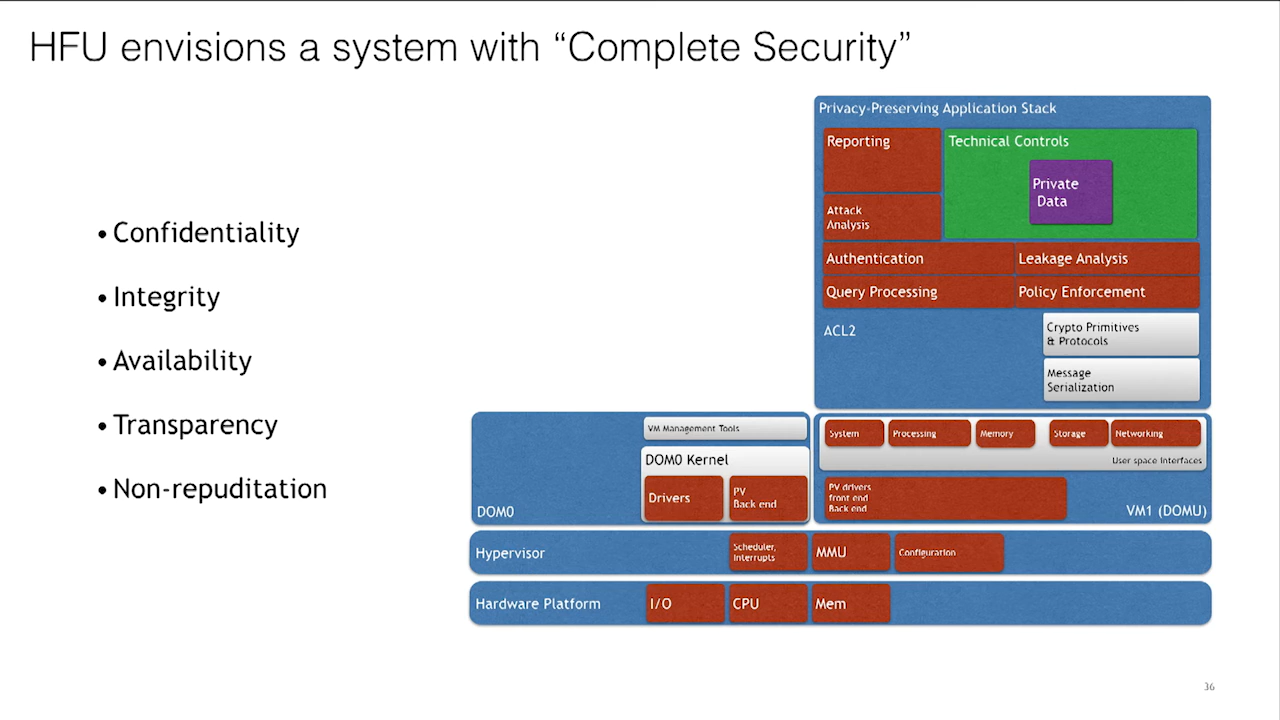 HFU envisions a system with “Complete Security”
• Confidentiality
• Integrity
• Availability
• Transparency
• Non-repuditation
Privacy-Preserving Application Stack
Reporting
Technical Controls
Private
Data
Attack
Analysis
Authentication
Leakage Analysis
Query Processing
Policy Enforcement
ACL2
Crypto Primitives
& Protocols
Message
Serialization
VM Management Tools
DOM0 Kernel
Drivers
PV
Back end
DOM0
System
Processing
Memory
Storage
Networking
User space interfaces
PV drivers
front end
Back end
VM1 (DOMU)
Hypervisor
Scheduler,
Interrupts
MMU
Configuration
Hardware Platform
I/O
CPU
Mem
36